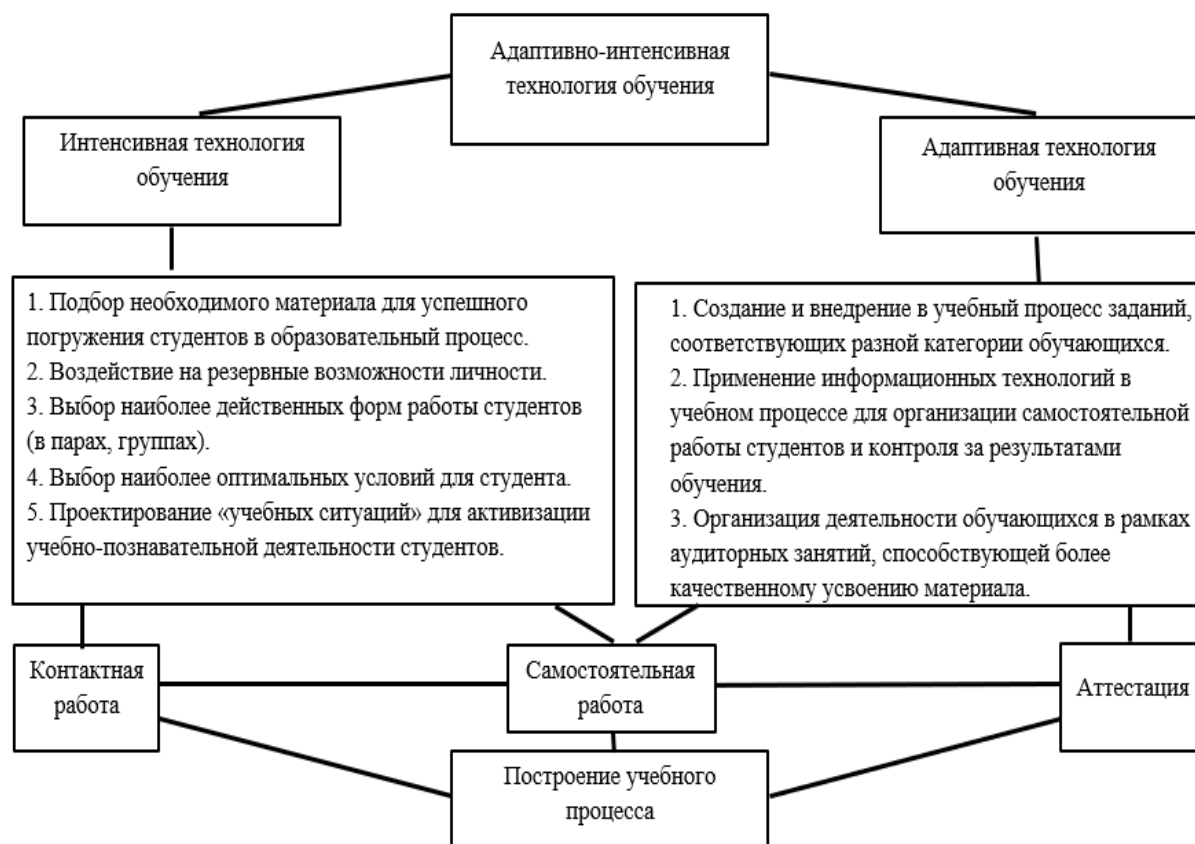 Адаптивно-интенсивная
технология обучения
Интенсивная технология
обучения
Адаптивная технология
обучения
1. Подбор необходимого материала для успешного
погружения студентов в образовательный процесс.
2. Воздействие на резервные возможности личности.
3. Выбор наиболее действенных форм работы студентов
(в парах, группах).
4. Выбор наиболее оптимальных условий для студента.
5. Проектирование «учебных ситуаций» для активизации
учебно-познавательной деятельности студентов.
1. Создание и внедрение в учебный процесс заданий,
соответствующих разной категории обучающихся.
2. Применение информационных технологий в
учебном процессе для организации самостоятельной
работы студентов и контроля за результатами
обучения.
3. Организация деятельности обучающихся в рамках
аудиторных занятий, способствующей более
качественному усвоению материала.
Контактная
работа
Самостоятельная
работа
Аттестация
Построение учебного
процесса